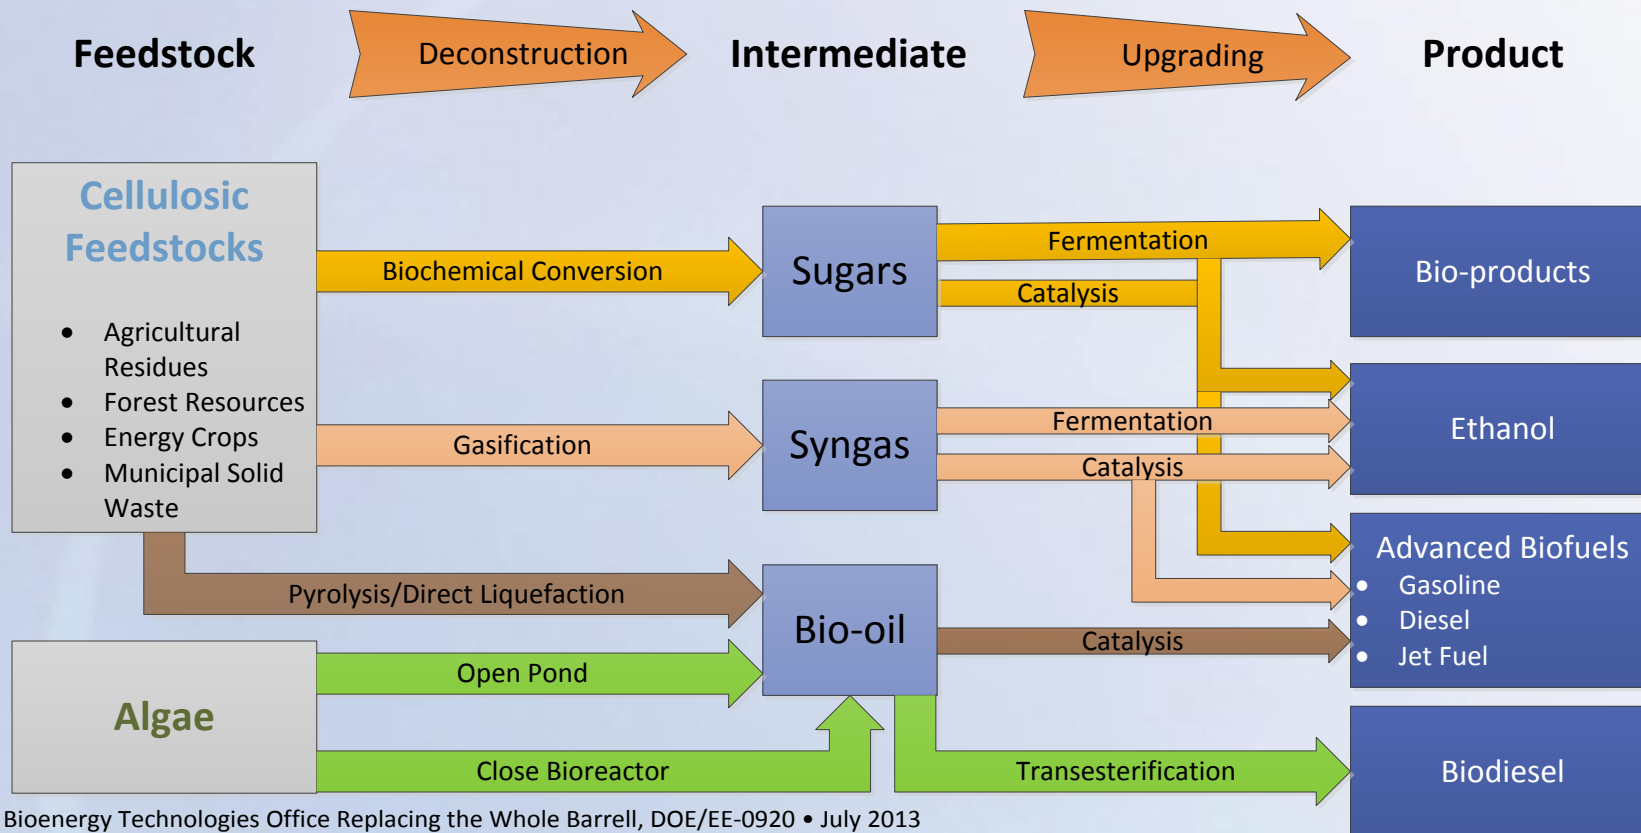 Feedstock
Deconstruction
Intermediate
Upgrading
Product
Cellulosic
Feedstocks
• Agricultural
Residues
• Forest Resources
• Energy Crops
• Municipal Solid
Waste
Biochemical Conversion
Sugars
Fermentation
Catalysis
Bio-products
Gasification
Syngas
Fermentation
Catalysis
Ethanol
Pyrolysis/Direct Liquefaction
Bio-oil
Catalysis
Advanced Biofuels
• Gasoline
• Diesel
• Jet Fuel
Algae
Open Pond
Close Bioreactor
Transesterification
Biodiesel
Bioenergy Technologies Office Replacing the Whole Barrell, DOE/EE-0920 • July 2013